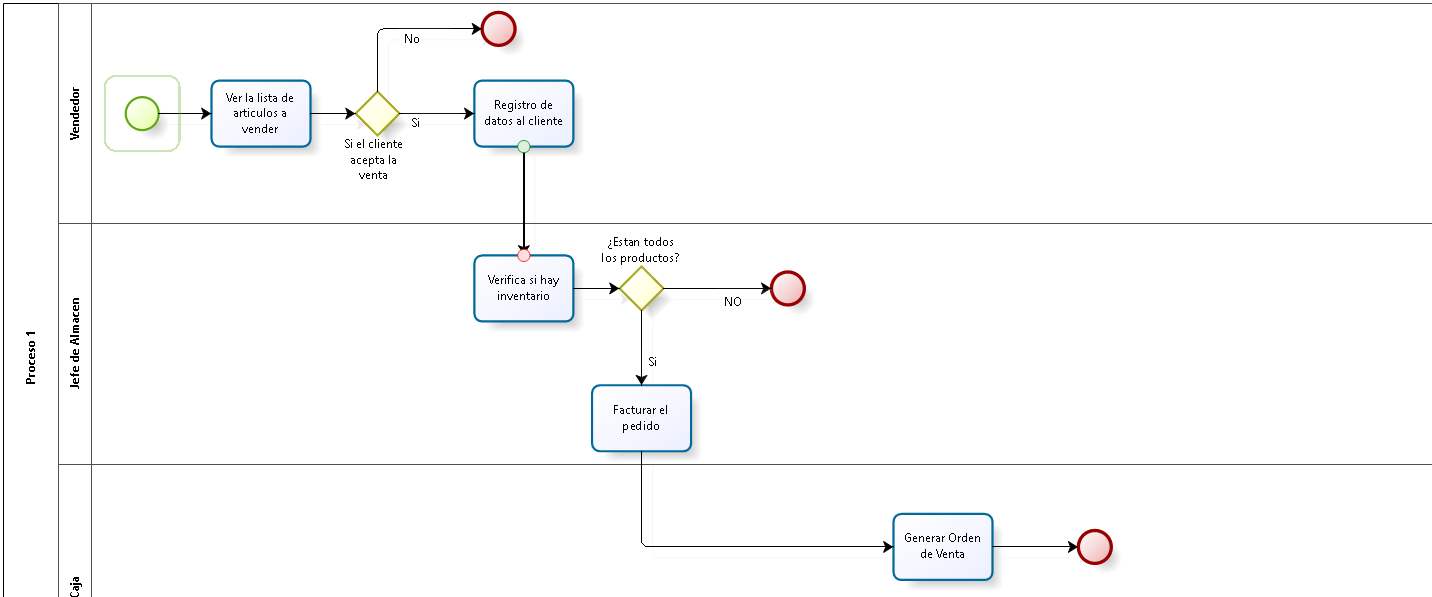 Proceso 1
Vendedor
No
Ver la lista de
articulos a
vender
Si
Si el cliente
acepta la
venta
Registro de
datos al cliente
Jefe de Almacen
¿Estan todos
los productos?
Verifica si hay
inventario
NO
Si
Facturar el
pedido
Caja
Generar Orden
de Venta